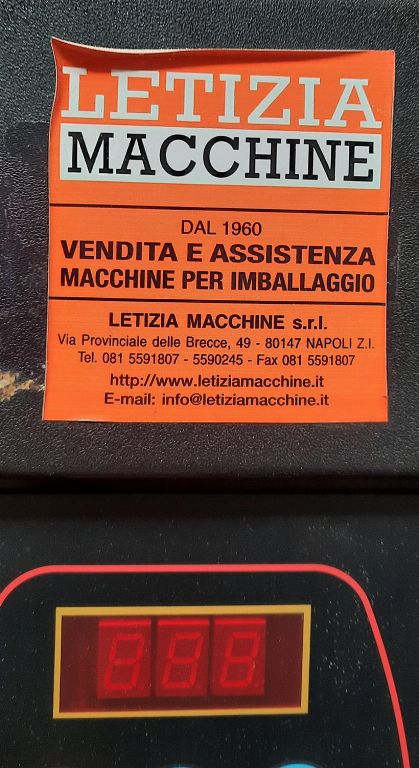 LETIZIA
MACCHINE
DAL 1960
VENDITA E ASSISTENZA
MACCHINE PER IMBALLAGGIO
LETIZIA MACCHINE s.r.l.
Via Provinciale delle Brecce, 49 - 80147 NAPOLI Z.I.
Tel. 081 5591807 - 5590245 - Fax 081 5591807
http://www.letiziamacchine.it
E-mail: info@letiziamacchine.it